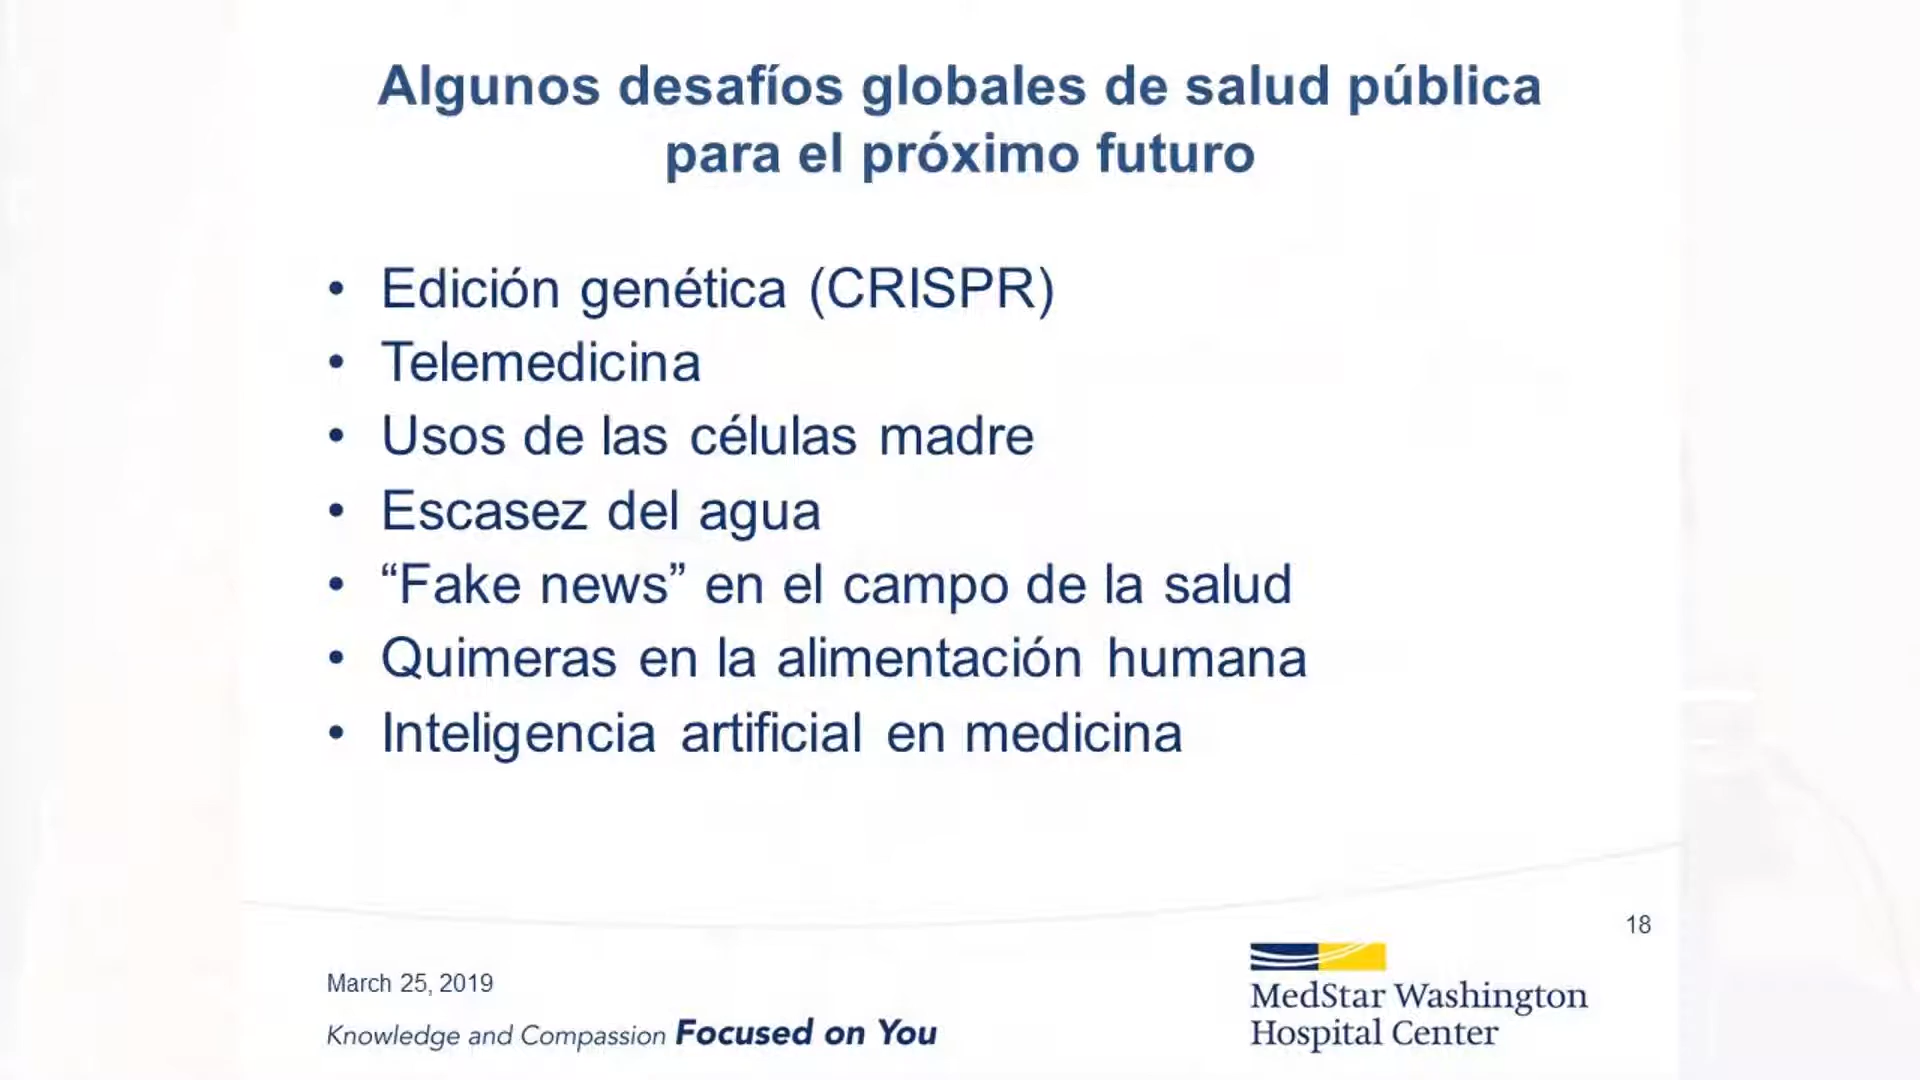 Algunos desafíos globales de salud pública
para el próximo futuro
• Edición genética (CRISPR)
• Telemedicina
• Usos de las células madre
• Escasez del agua
• “Fake news” en el campo de la salud
• Quimeras en la alimentación humana
• Inteligencia artificial en medicina
18
March 25, 2019
Knowledge and Compassion Focused on You
MedStar Washington
Hospital Center